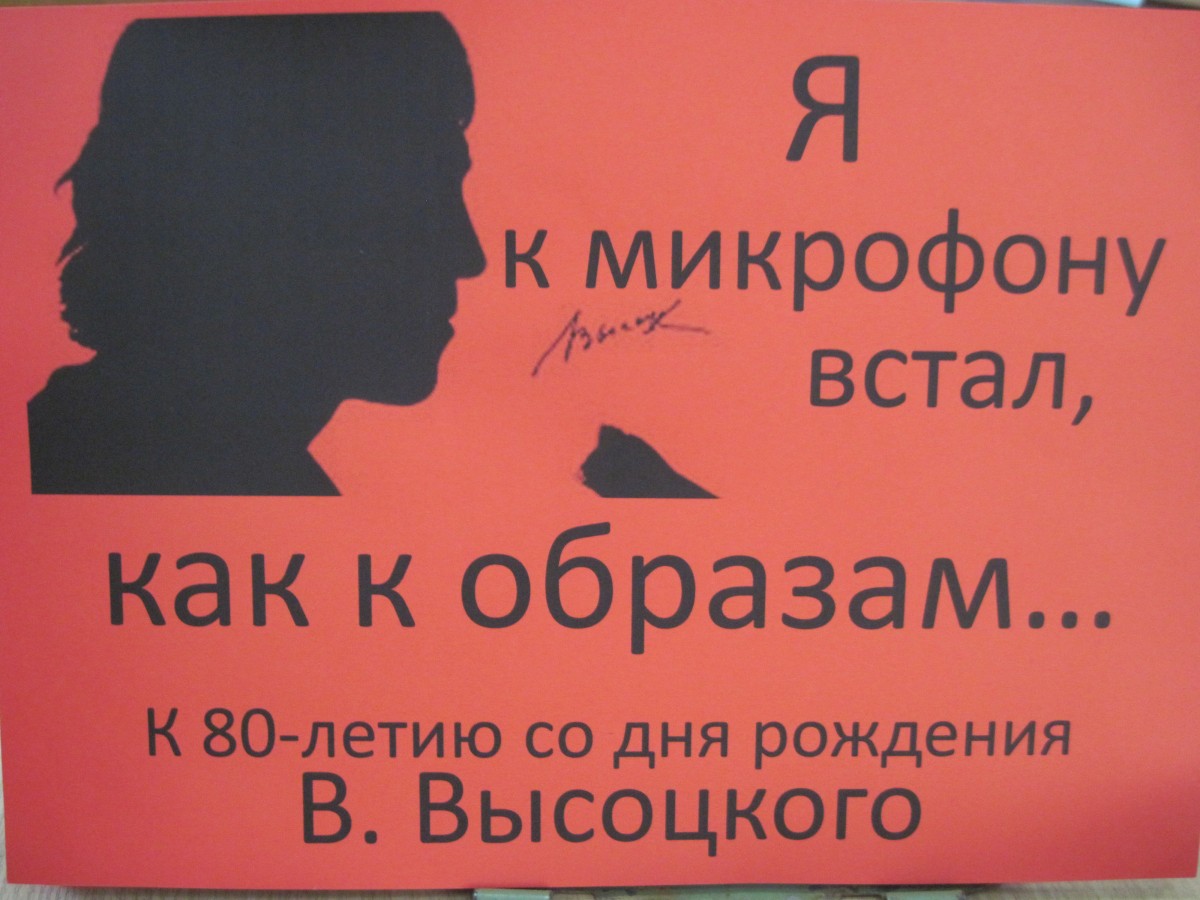 Я
к микрофону
встал,
как к образам...
К 80-летию со дня рождения
В. Высоцкого